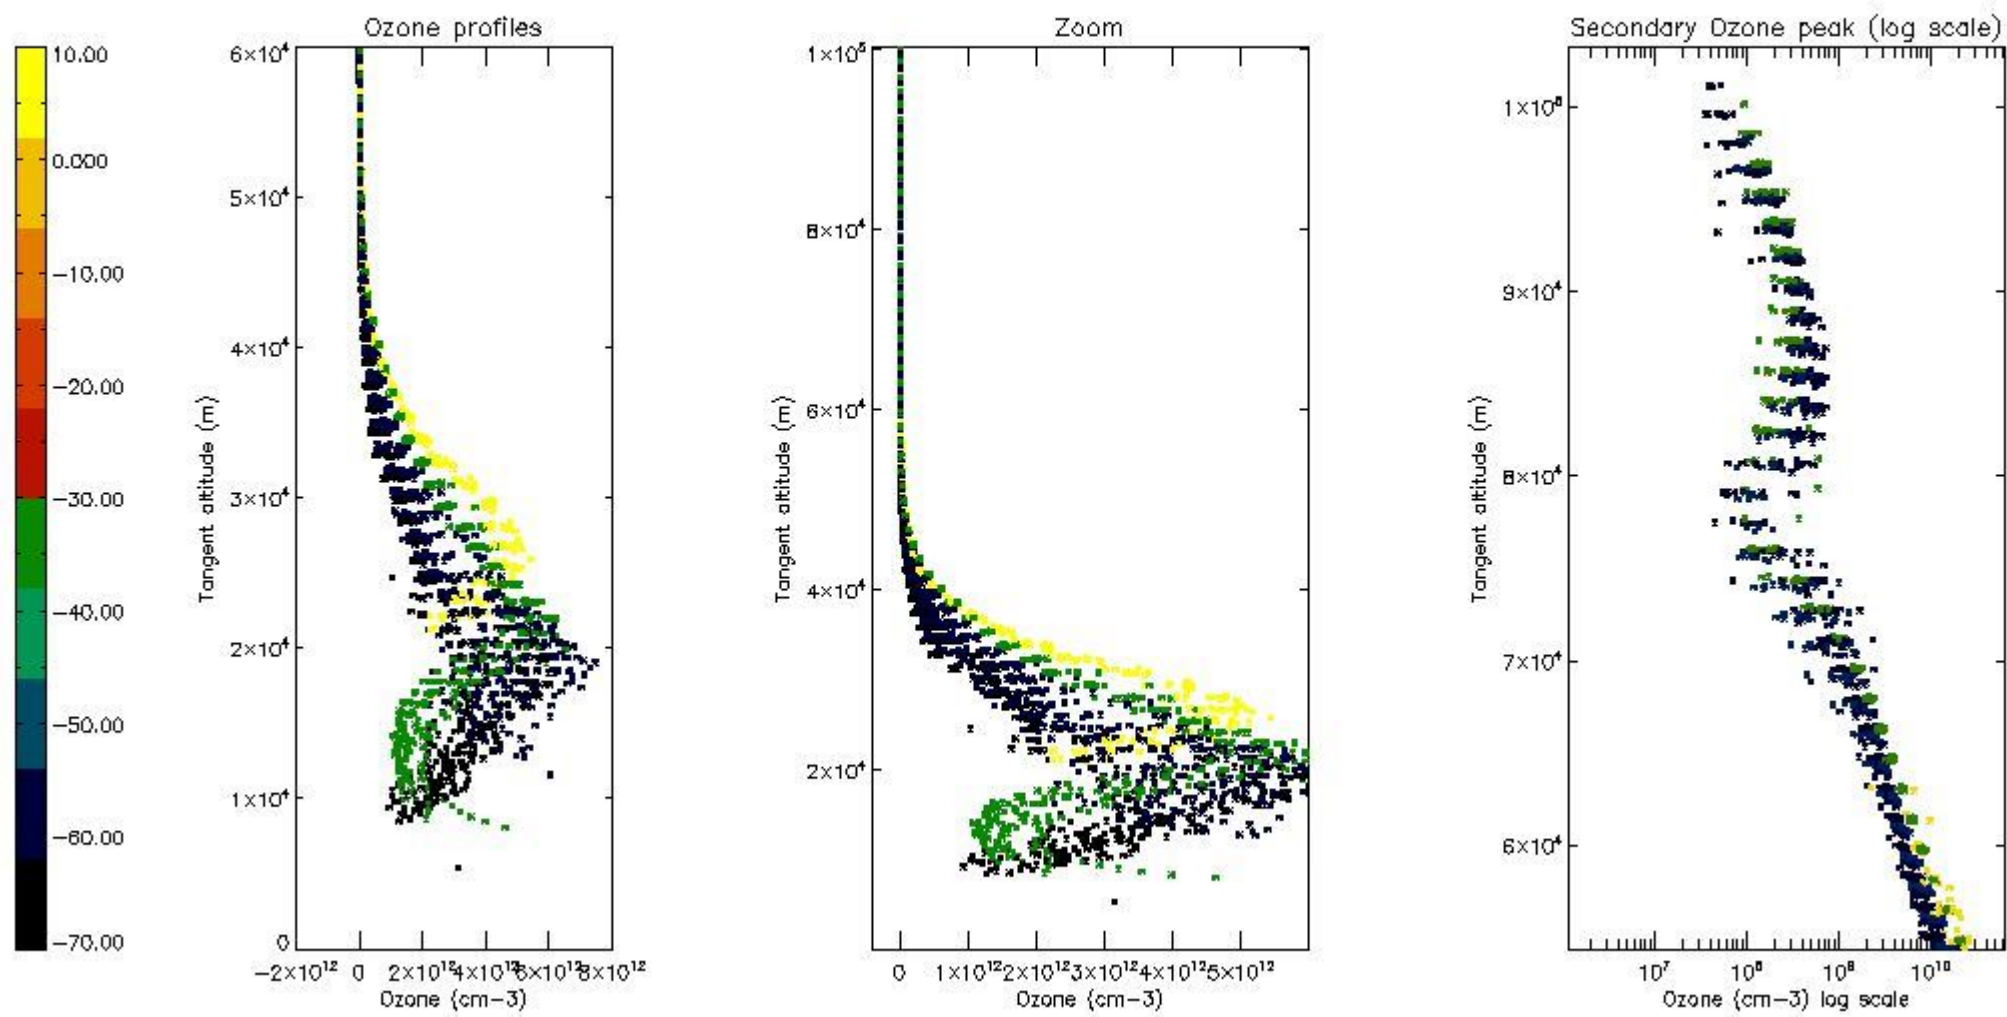 Ozone profiles
Zoom
Secondary Ozone peak (log scale)
10.00
0.000
−10.00
−20.00
−30.00
−40.00
−50.00
−60.00
−70.00
6×10⁴
5×10⁴
4×10⁴
3×10⁴
2×10⁴
1×10⁴
0
Tangent altitude (m)
−2×10¹² 0 2×10¹² 4×10¹² 6×10¹² 8×10¹²
Ozone (cm−3)
1×10⁵
8×10⁴
6×10⁴
4×10⁴
2×10⁴
Tangent altitude (m)
0 1×10¹² 2×10¹² 3×10¹² 4×10¹² 5×10¹²
Ozone (cm−3)
9×10⁴
8×10⁴
7×10⁴
6×10⁴
Tangent altitude (m)
10⁷ 10⁸ 10⁹ 10¹⁰
Ozone (cm−3) log scale